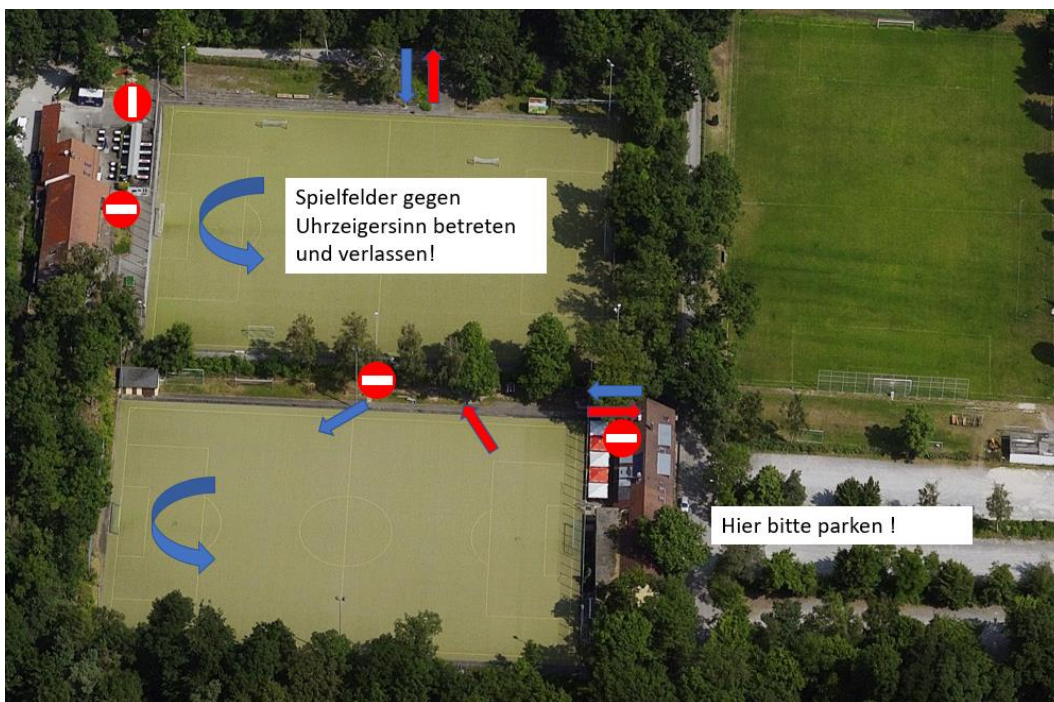 Spielfelder gegen
Uhrzeigersinn betreten
und verlassen!
Hier bitte parken !